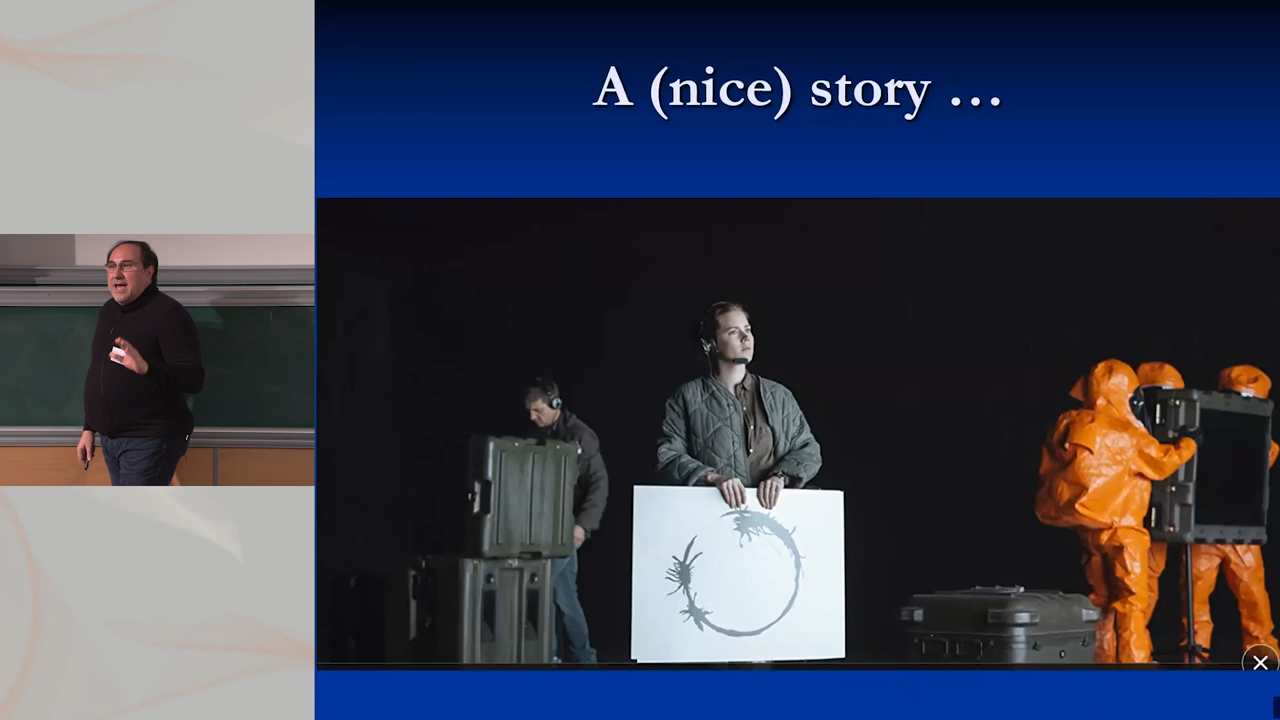 A (nice) story …